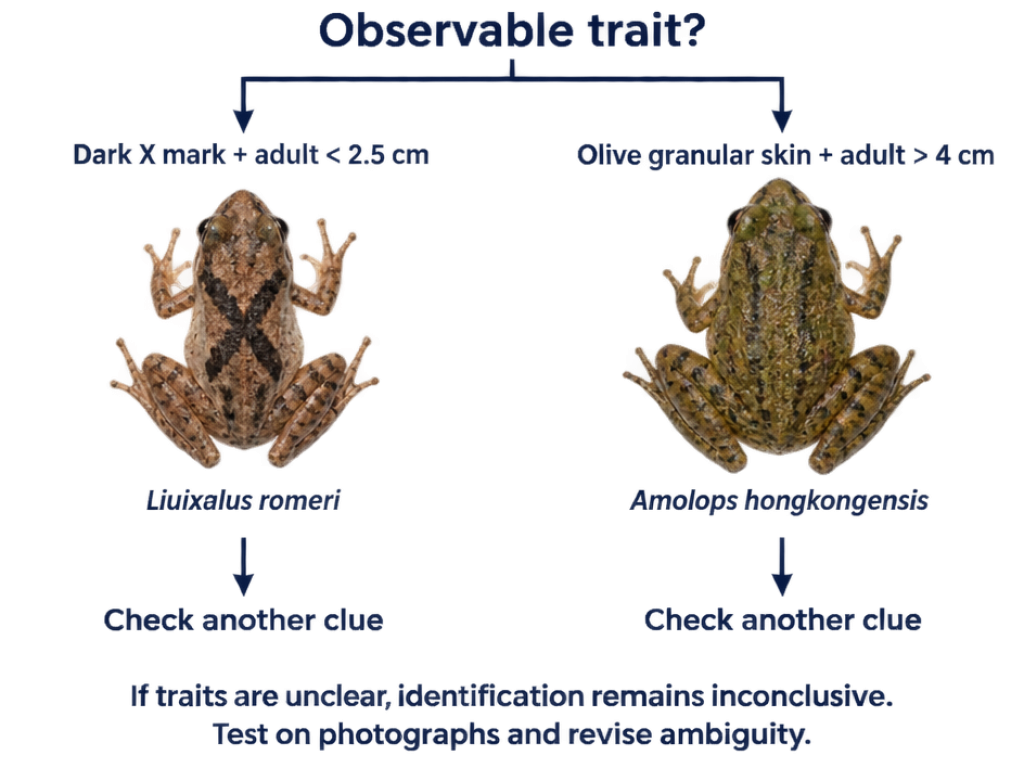 Observable trait?
Dark X mark + adult < 2.5 cm
Olive granular skin + adult > 4 cm
Liuixalus romeri
Amolops hongkongensis
Check another clue
Check another clue
If traits are unclear, identification remains inconclusive.
Test on photographs and revise ambiguity.